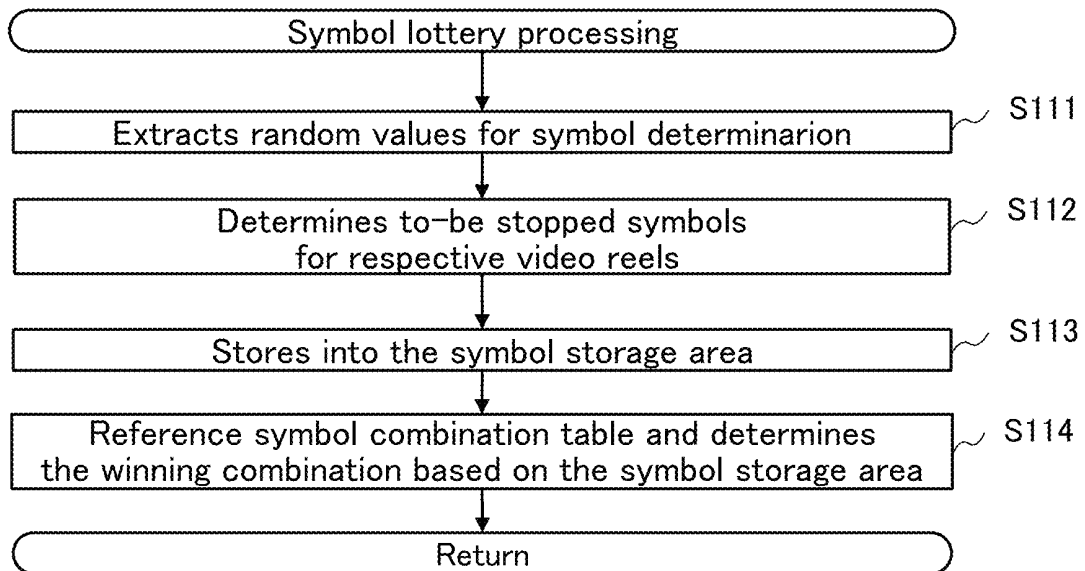 Symbol lottery processing
S111
Extracts random values for symbol determinarion
S112
Determines to-be stopped symbols
for respective video reels
S113
Stores into the symbol storage area
S114
Reference symbol combination table and determines
the winning combination based on the symbol storage area
Return